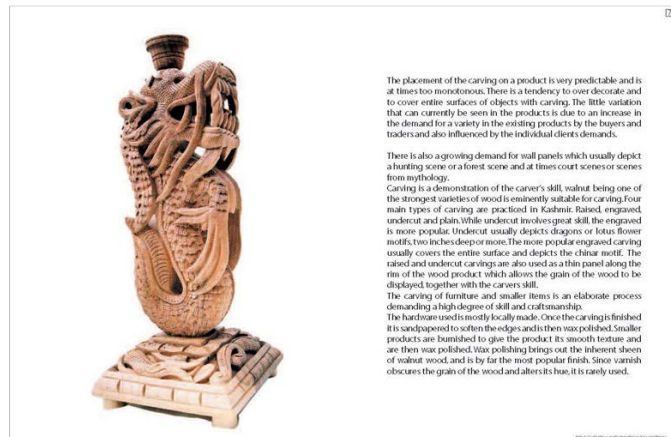 The placement of the carving on a product is very predictable and is
at times too monotonous. There is a tendency to over decorate and
to cover entire surfaces of objects with carving. The little variation
that can currently be seen in the products is due to an increase in
the demand for a variety in the existing products by the buyers and
traders and also influenced by the individual clients demands.
There is also a growing demand for wall panels which usually depict
a hunting scene or a forest scene and at times court scenes or scenes
from mythology.
Carving is a demonstration of the carver's skill, walnut being one of
the strongest varieties of wood is eminently suitable for carving. Four
main types of carving are practiced in Kashmir. Raised, engraved,
undercut and plain. While undercut involves great skill, the engraved
is more popular. Undercut usually depicts dragons or lotus flower
motifs, two inches deep or more. The more popular engraved carving
usually covers the entire surface and depicts the chinar motif. The
raised and undercut carvings are also used as a thin panel along the
rim of the wood product which allows the grain of the wood to be
displayed, together with the carvers skill.
The carving of furniture and smaller items is an elaborate process
demanding a high degree of skill and craftsmanship.
The hardware used is mostly locally made. Once the carving is finished
it is sandpapered to soften the edges and is then wax polished. Smaller
products are burnished to give the product its smooth texture and
are then wax polished. Wax polishing brings out the inherent sheen
of walnut wood, and is by far the most popular finish. Since varnish
obscures the grain of the wood and alters its hue, it is rarely used.